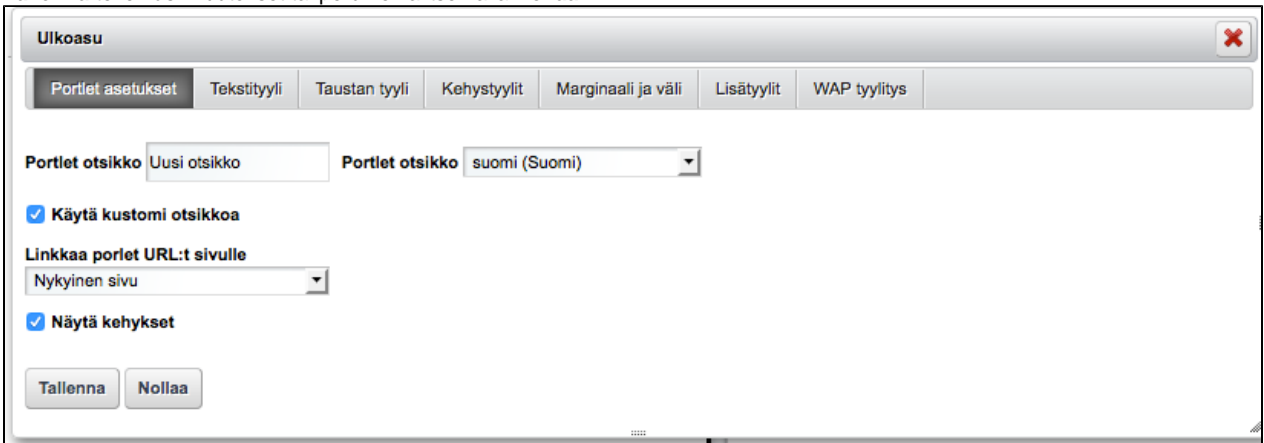 Ulkoasu
Portlet asetukset Tekstityyli Taustan tyyli Kehystyylit Marginaali ja väli Lisätyylit WAP tyylitys
Portlet otsikko Uusi otsikko Portlet otsikko suomi (Suomi)
Käytä kustomi otsikkoa
Linkkaa porlet URL:t sivulle
Nykyinen sivu
Näytä kehykset
Tallenna Nollaa